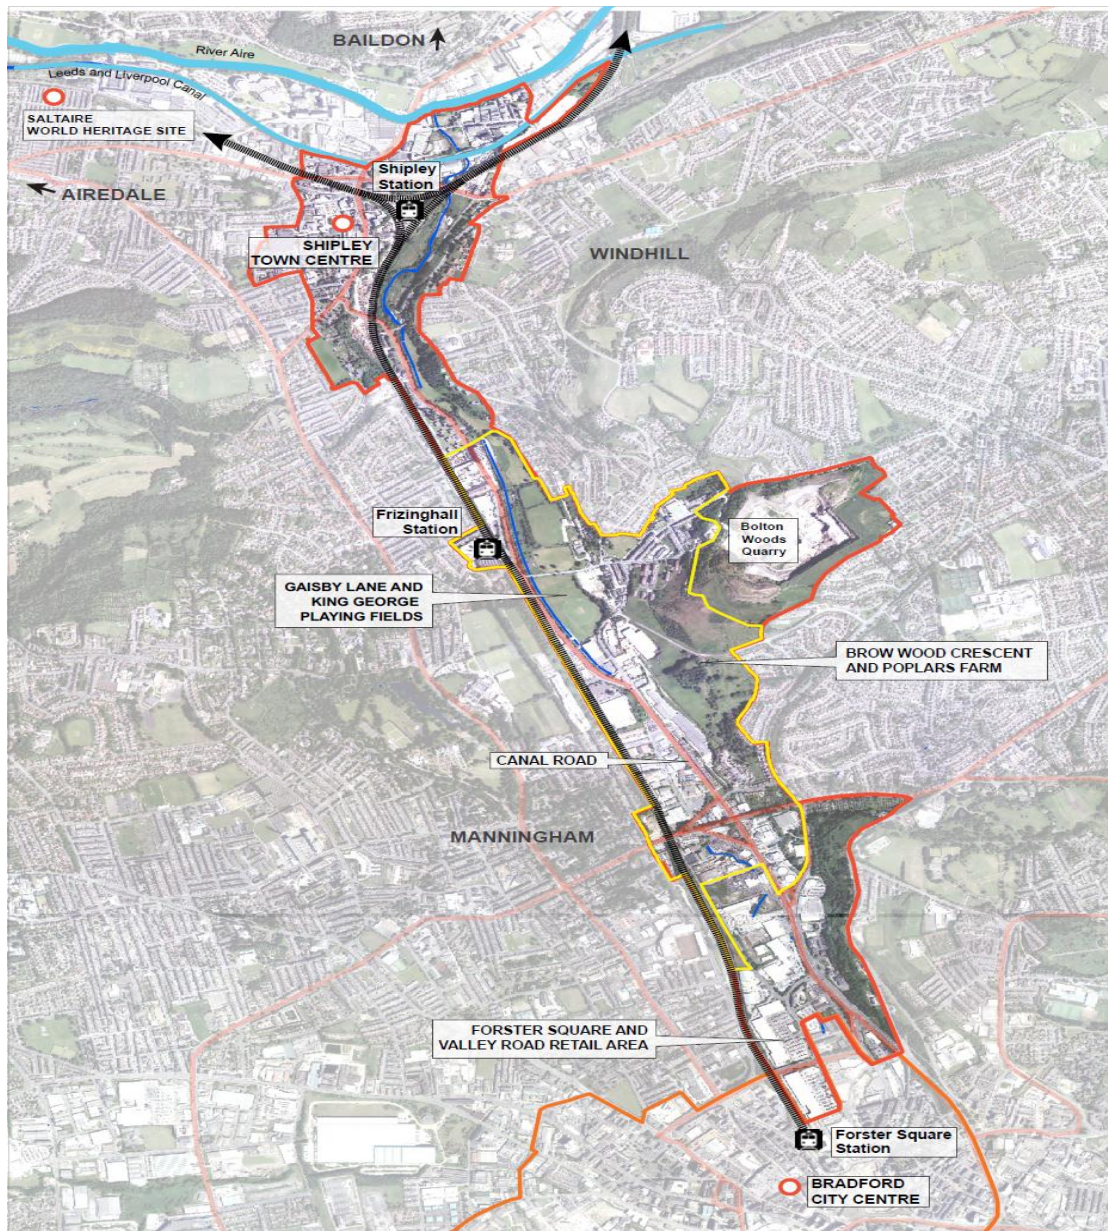 BAILDON
River Aire
Leeds and Liverpool Canal
SALTAIRE
WORLD HERITAGE SITE
Shipley
Station
AIREDALE
SHIPLEY
TOWN CENTRE
WINDHILL
Frizinghall
Station
Bolton
Woods
Quarry
GAISBY LANE AND
KING GEORGE
PLAYING FIELDS
BROW WOOD CRESCENT
AND POPLARS FARM
CANAL ROAD
MANNINGHAM
FORSTER SQUARE AND
VALLEY ROAD RETAIL AREA
Forster Square
Station
BRADFORD
CITY CENTRE